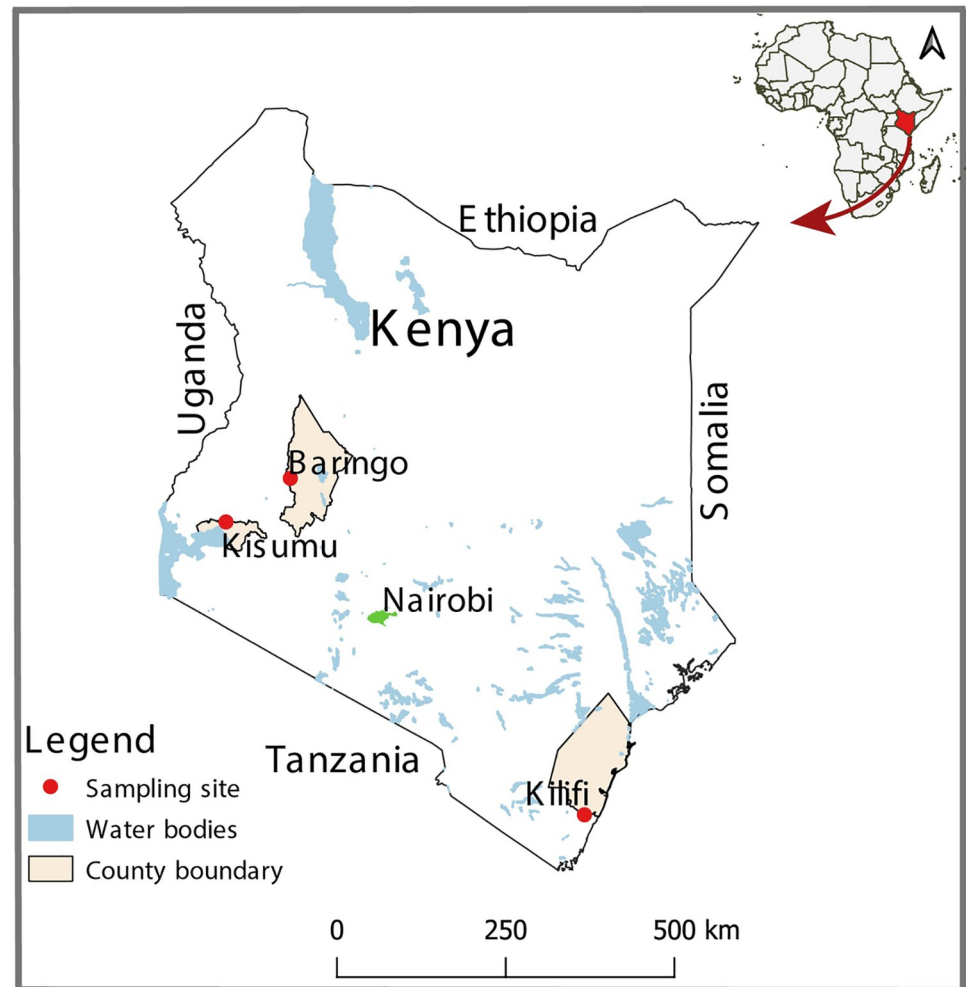 Ethiopia
Kenya
Uganda
Somalia
Baringo
Kisumu
Nairobi
Tanzania
Kilifi
Legend
Sampling site
Water bodies
County boundary
0 250 500 km